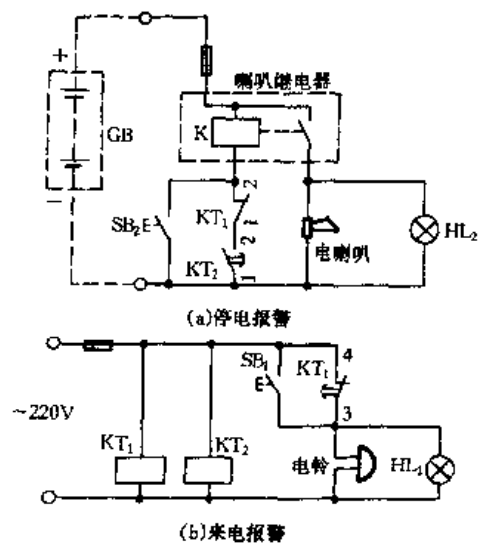 +
喇叭继电器
K
GB
−
2
SB₂
KT₁
1
2
KT₂
1
电喇叭
HL₂
(a)停电报警
SB₁
KT₁
4
~220V
3
KT₁
KT₂
电铃
HL₁
(b)来电报警